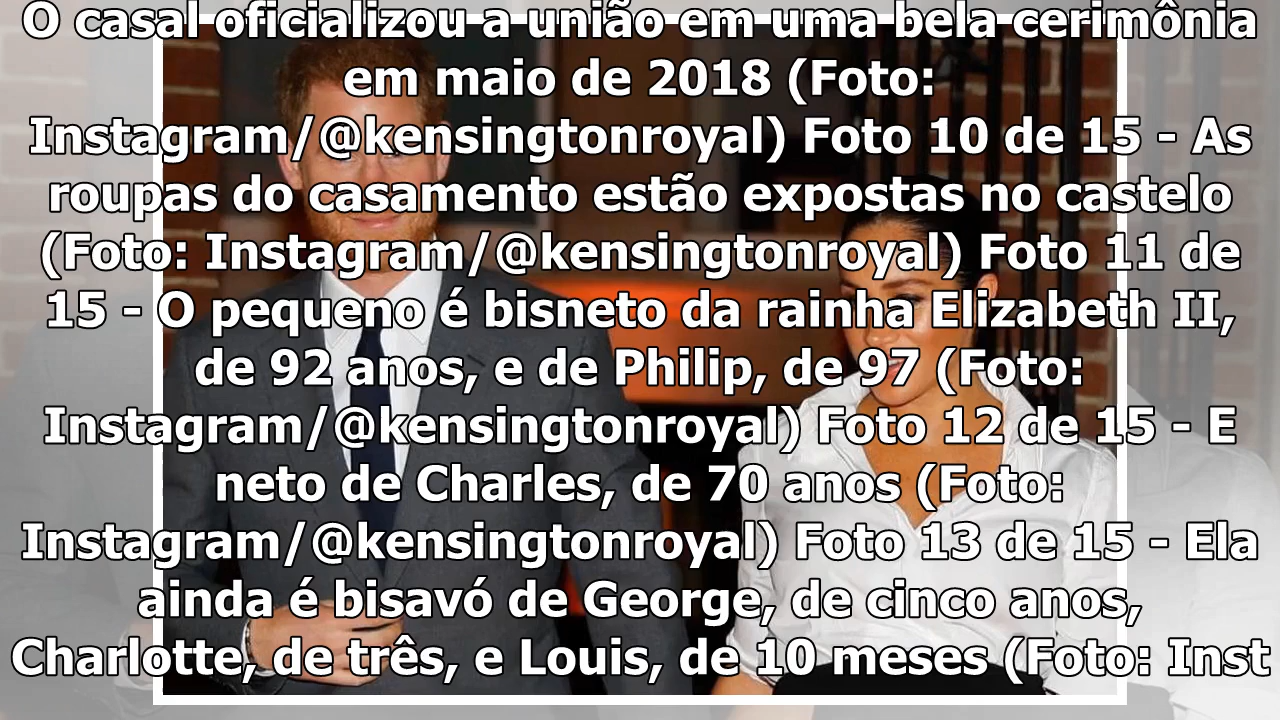 O casal oficializou a união em uma bela cerimônia
em maio de 2018 (Foto:
Instagram/@kensingtonroyal) Foto 10 de 15 - As
roupas do casamento estão expostas no castelo
(Foto: Instagram/@kensingtonroyal) Foto 11 de
15 - O pequeno é bisneto da rainha Elizabeth II,
de 92 anos, e de Philip, de 97 (Foto:
Instagram/@kensingtonroyal) Foto 12 de 15 - E
neto de Charles, de 70 anos (Foto:
Instagram/@kensingtonroyal) Foto 13 de 15 - Ela
ainda é bisavó de George, de cinco anos,
Charlotte, de três, e Louis, de 10 meses (Foto: Inst